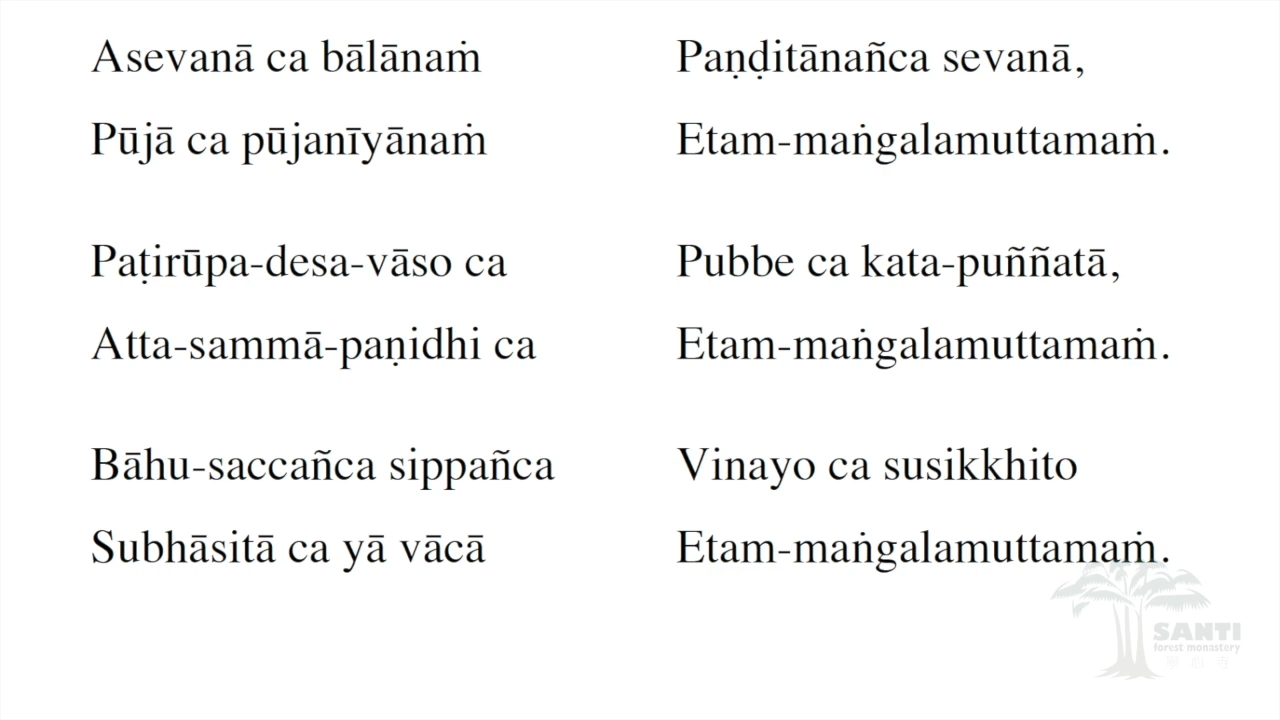 Asevanā ca bālānaṁ Paṇḍitānañca sevanā,
Pūjā ca pūjanīyānaṁ Etam-maṅgalamuttamaṁ.
Paṭirūpa-desa-vāso ca Pubbe ca kata-puññatā,
Atta-sammā-paṇidhi ca Etam-maṅgalamuttamaṁ.
Bāhu-saccañca sippañca Vinayo ca susikkhito
Subhāsitā ca yā vācā Etam-maṅgalamuttamaṁ.
SANTI
forest monastery